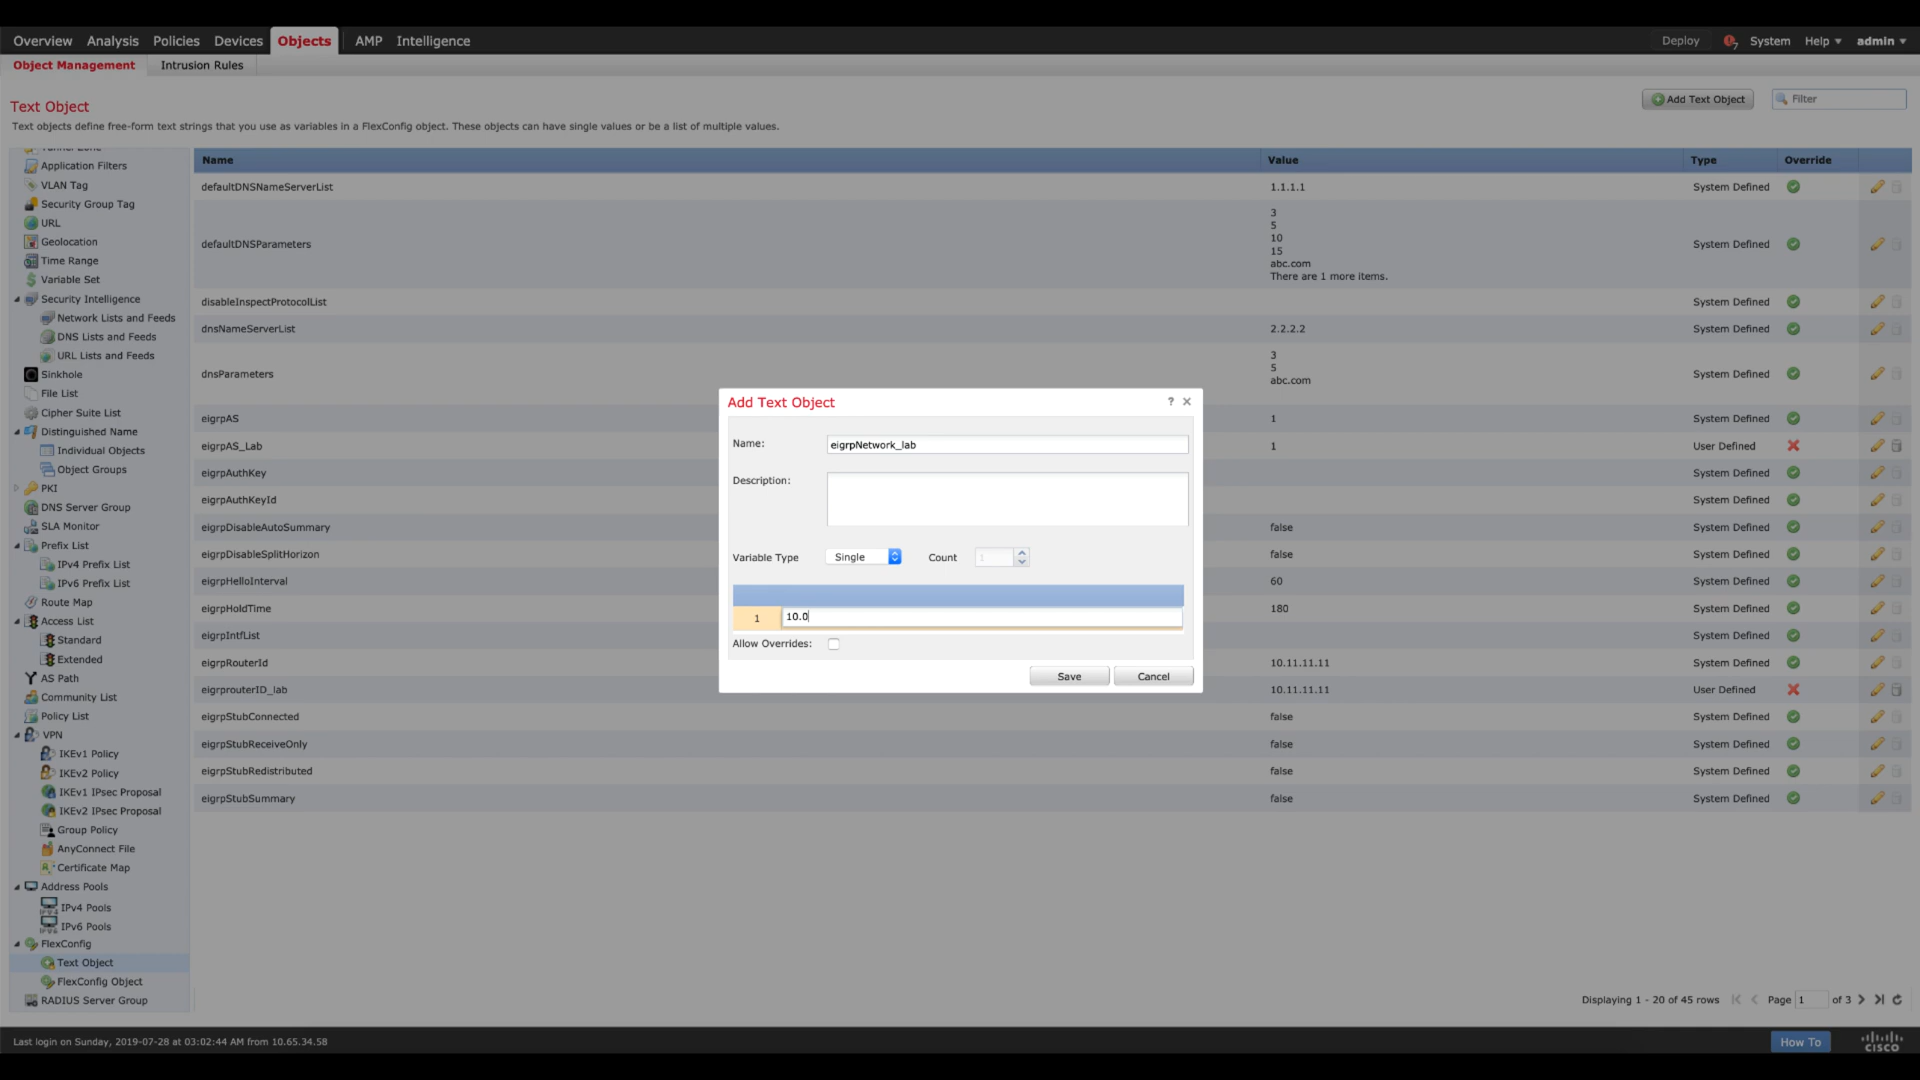 Overview Analysis Policies Devices Objects AMP Intelligence Deploy System Help admin
Object Management Intrusion Rules
Text Object
Add Text Object Filter
Text objects define free-form text strings that you use as variables in a FlexConfig object. These objects can have single values or be a list of multiple values.
Application Filters
VLAN Tag
Security Group Tag
URL
Geolocation
Time Range
Variable Set
Security Intelligence
Network Lists and Feeds
DNS Lists and Feeds
URL Lists and Feeds
Sinkhole
File List
Cipher Suite List
Distinguished Name
Individual Objects
Object Groups
PKI
DNS Server Group
SLA Monitor
Prefix List
IPv4 Prefix List
IPv6 Prefix List
Route Map
Access List
Standard
Extended
AS Path
Community List
Policy List
VPN
IKEv1 Policy
IKEv2 Policy
IKEv1 IPsec Proposal
IKEv2 IPsec Proposal
Group Policy
AnyConnect File
Certificate Map
Address Pools
IPv4 Pools
IPv6 Pools
FlexConfig
Text Object
FlexConfig Object
RADIUS Server Group
Name Value Type Override
defaultDNSNameServerList 1.1.1.1 System Defined
3
5
10
defaultDNSParameters System Defined
15
abc.com
There are 1 more items.
disableInspectProtocolList System Defined
dnsNameServerList 2.2.2.2 System Defined
3
5
dnsParameters System Defined
abc.com
eigrpAS 1 System Defined
eigrpAS_Lab 1 User Defined
eigrpAuthKey System Defined
eigrpAuthKeyId System Defined
eigrpDisableAutoSummary false System Defined
eigrpDisableSplitHorizon false System Defined
eigrpHelloInterval 60 System Defined
eigrpHoldTime 180 System Defined
eigrpIntfList System Defined
eigrpRouterId 10.11.11.11 System Defined
eigrprouterID_lab 10.11.11.11 User Defined
eigrpStubConnected false System Defined
eigrpStubReceiveOnly false System Defined
eigrpStubRedistributed false System Defined
eigrpStubSummary false System Defined
Add Text Object ?
Name: eigrpNetwork_lab
Description:
Variable Type Single Count 1
1 10.0
Allow Overrides:
Save Cancel
Displaying 1 - 20 of 45 rows Page 1 of 3
Last login on Sunday, 2019-07-28 at 03:02:44 AM from 10.65.34.58 How To
CISCO